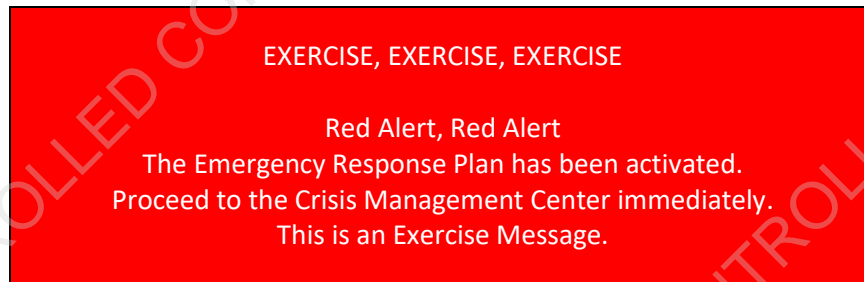 EXERCISE, EXERCISE, EXERCISE
Red Alert, Red Alert
The Emergency Response Plan has been activated.
Proceed to the Crisis Management Center immediately.
This is an Exercise Message.